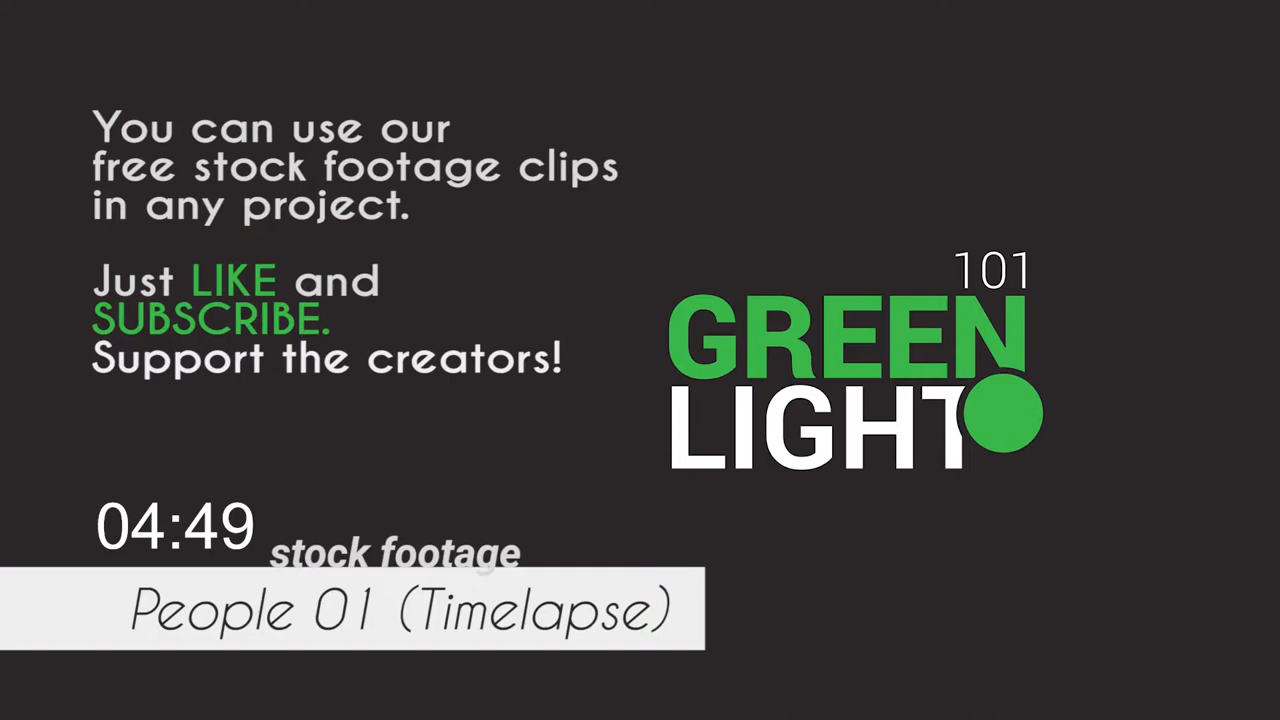 You can use our
free stock footage clips
in any project.
Just LIKE and
SUBSCRIBE.
Support the creators!
101
GREEN
LIGHT
04:49
stock footage
People 01 (Timelapse)